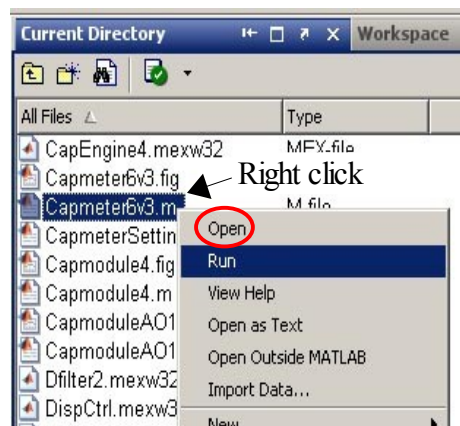 Current Directory Workspace
All Files Type
CapEngine4.mexw32 MEX-file
Capmeter6v3.fig
Right click
Capmeter6v3.m M file
CapmeterSettin
Open
Capmodule4.fig
Run
Capmodule4.m
View Help
CapmoduleAO1
Open as Text
CapmoduleAO1
Open Outside MATLAB
Dfilter2.mexw32
Import Data...
DispCtrl.mexw3
New